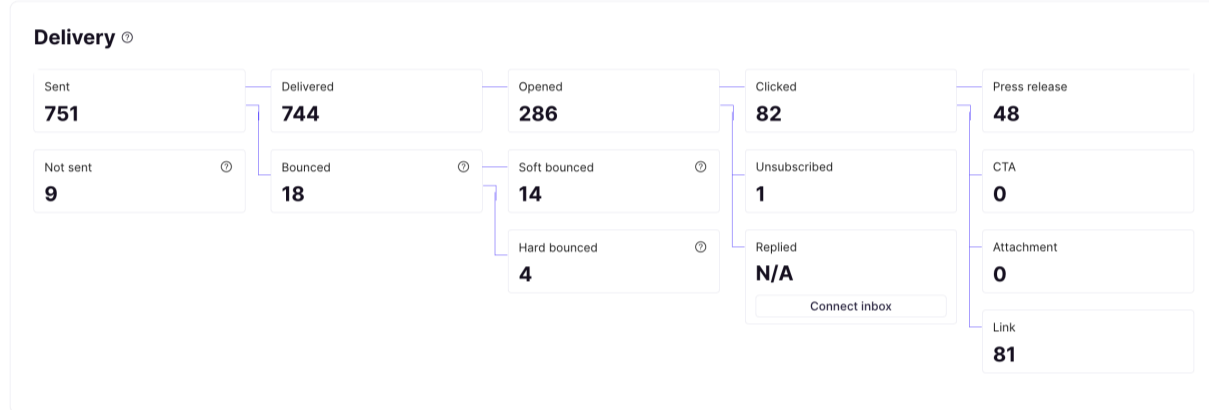 Delivery
Sent
751
Delivered
744
Opened
286
Clicked
82
Press release
48
Not sent
9
Bounced
18
Soft bounced
14
Unsubscribed
1
CTA
0
Hard bounced
4
Replied
N/A
Connect inbox
Attachment
0
Link
81